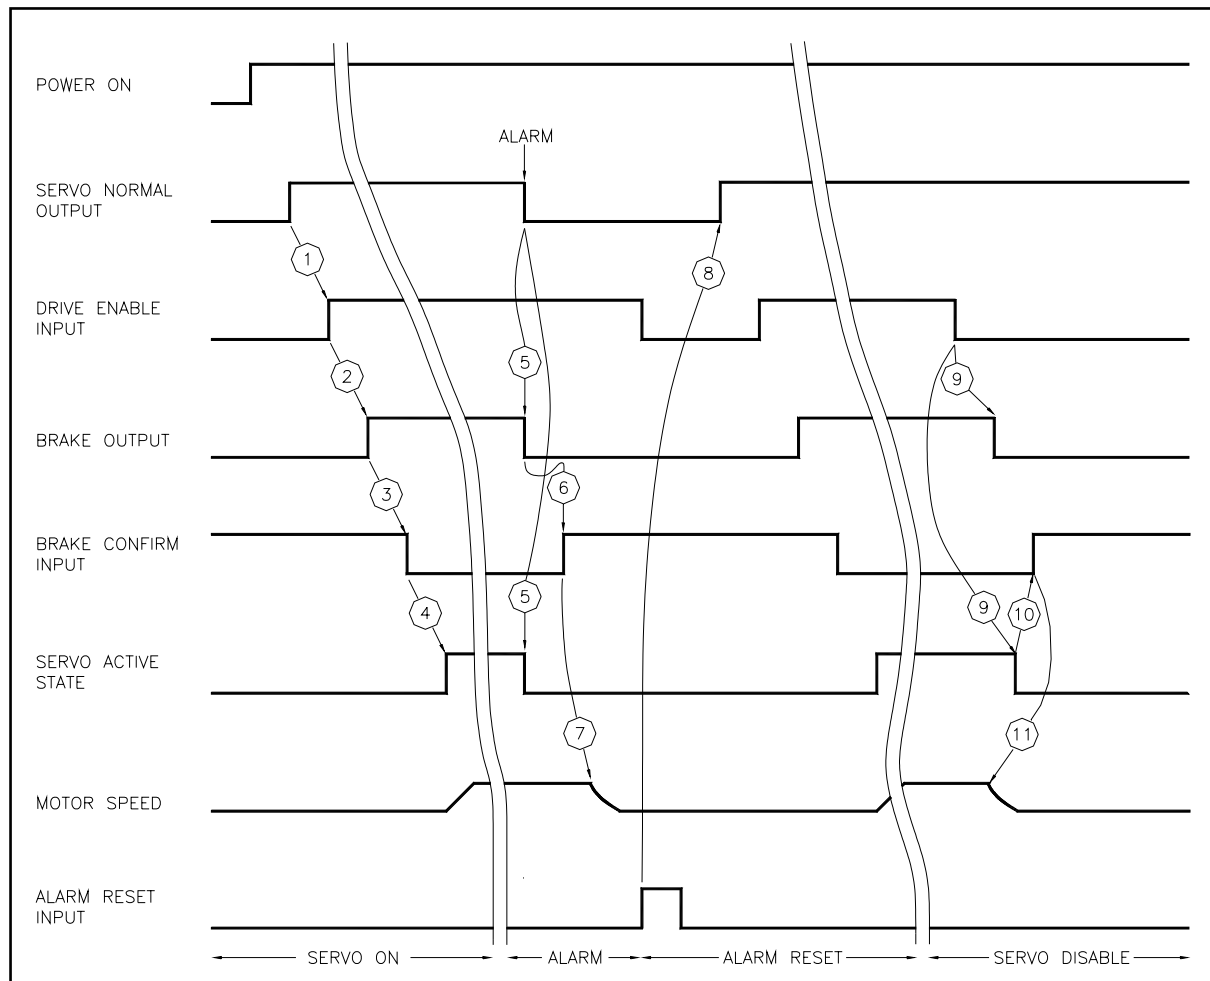 POWER ON
ALARM
SERVO NORMAL
OUTPUT
1
8
DRIVE ENABLE
INPUT
2
5
9
BRAKE OUTPUT
3
6
BRAKE CONFIRM
INPUT
4
5
9
10
SERVO ACTIVE
STATE
7
11
MOTOR SPEED
ALARM RESET
INPUT
SERVO ON
ALARM
ALARM RESET
SERVO DISABLE